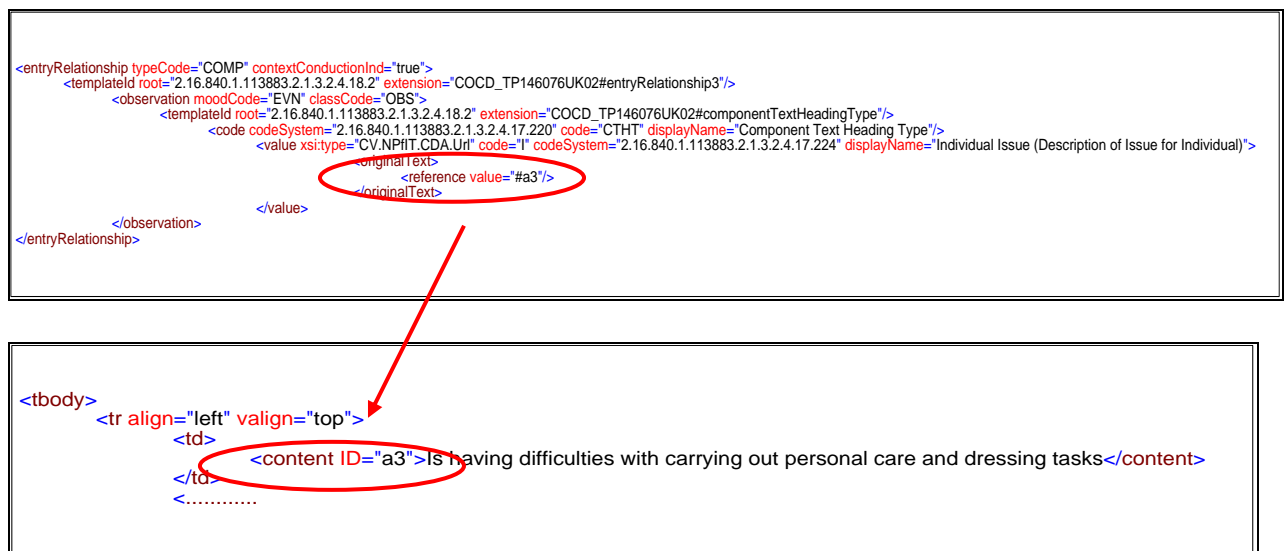 <entryRelationship typeCode="COMP" contextConductionInd="true">
<templateId root="2.16.840.1.113883.2.1.3.2.4.18.2" extension="COCD_TP146076UK02#entryRelationship3"/>
<observation moodCode="EVN" classCode="OBS">
<templateId root="2.16.840.1.113883.2.1.3.2.4.18.2" extension="COCD_TP146076UK02#componentTextHeadingType"/>
<code codeSystem="2.16.840.1.113883.2.1.3.2.4.17.220" code="CTHT" displayName="Component Text Heading Type"/>
<value xsi:type="CV.NPfIT.CDA.Url" code="I" codeSystem="2.16.840.1.113883.2.1.3.2.4.17.224" displayName="Individual Issue (Description of Issue for Individual)">
<originalText>
<reference value="#a3"/>
</originalText>
</value>
</observation>
</entryRelationship>
<tbody>
<tr align="left" valign="top">
<td>
<content ID="a3">Is having difficulties with carrying out personal care and dressing tasks</content>
</td>
<............